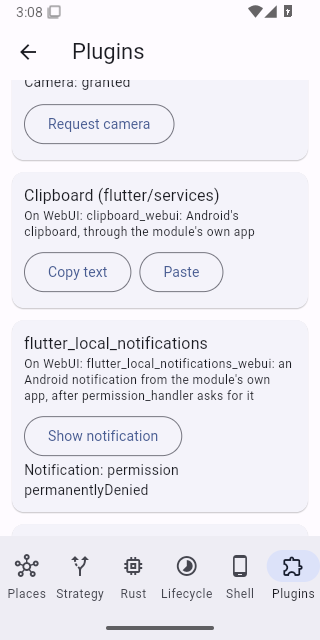 3:08
Plugins
Camera: granted
Request camera
Clipboard (flutter/services)
On WebUI: clipboard_webui: Android's
clipboard, through the module's own app
Copy text Paste
flutter_local_notifications
On WebUI: flutter_local_notifications_webui: an
Android notification from the module's own
app, after permission_handler asks for it
Show notification
Notification: permission
permanentlyDenied
Places Strategy Rust Lifecycle Shell Plugins